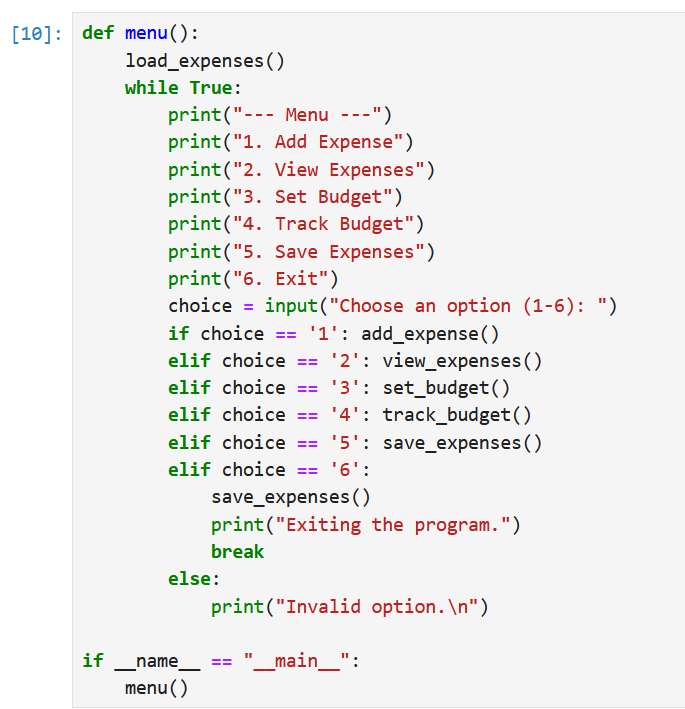 [10]: def menu():
    load_expenses()
    while True:
        print("--- Menu ---")
        print("1. Add Expense")
        print("2. View Expenses")
        print("3. Set Budget")
        print("4. Track Budget")
        print("5. Save Expenses")
        print("6. Exit")
        choice = input("Choose an option (1-6): ")
        if choice == '1': add_expense()
        elif choice == '2': view_expenses()
        elif choice == '3': set_budget()
        elif choice == '4': track_budget()
        elif choice == '5': save_expenses()
        elif choice == '6':
            save_expenses()
            print("Exiting the program.")
            break
        else:
            print("Invalid option.\n")

if __name__ == "__main__":
    menu()